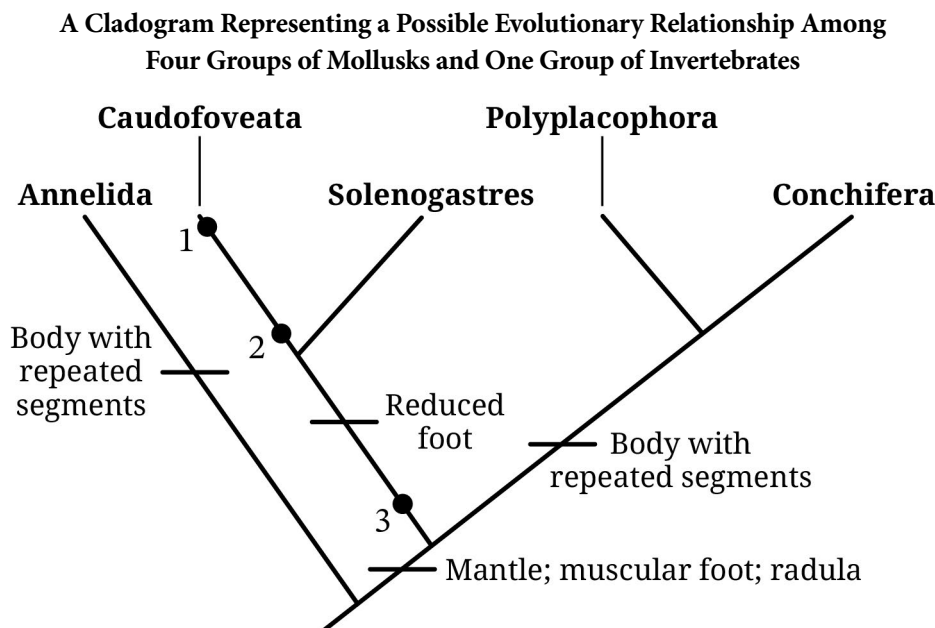 A Cladogram Representing a Possible Evolutionary Relationship Among
Four Groups of Mollusks and One Group of Invertebrates
Caudofoveata
Polyplacophora
Annelida
Solenogastres
Conchifera
1
2
Body with
repeated
segments
Reduced
foot
Body with
repeated segments
3
Mantle; muscular foot; radula